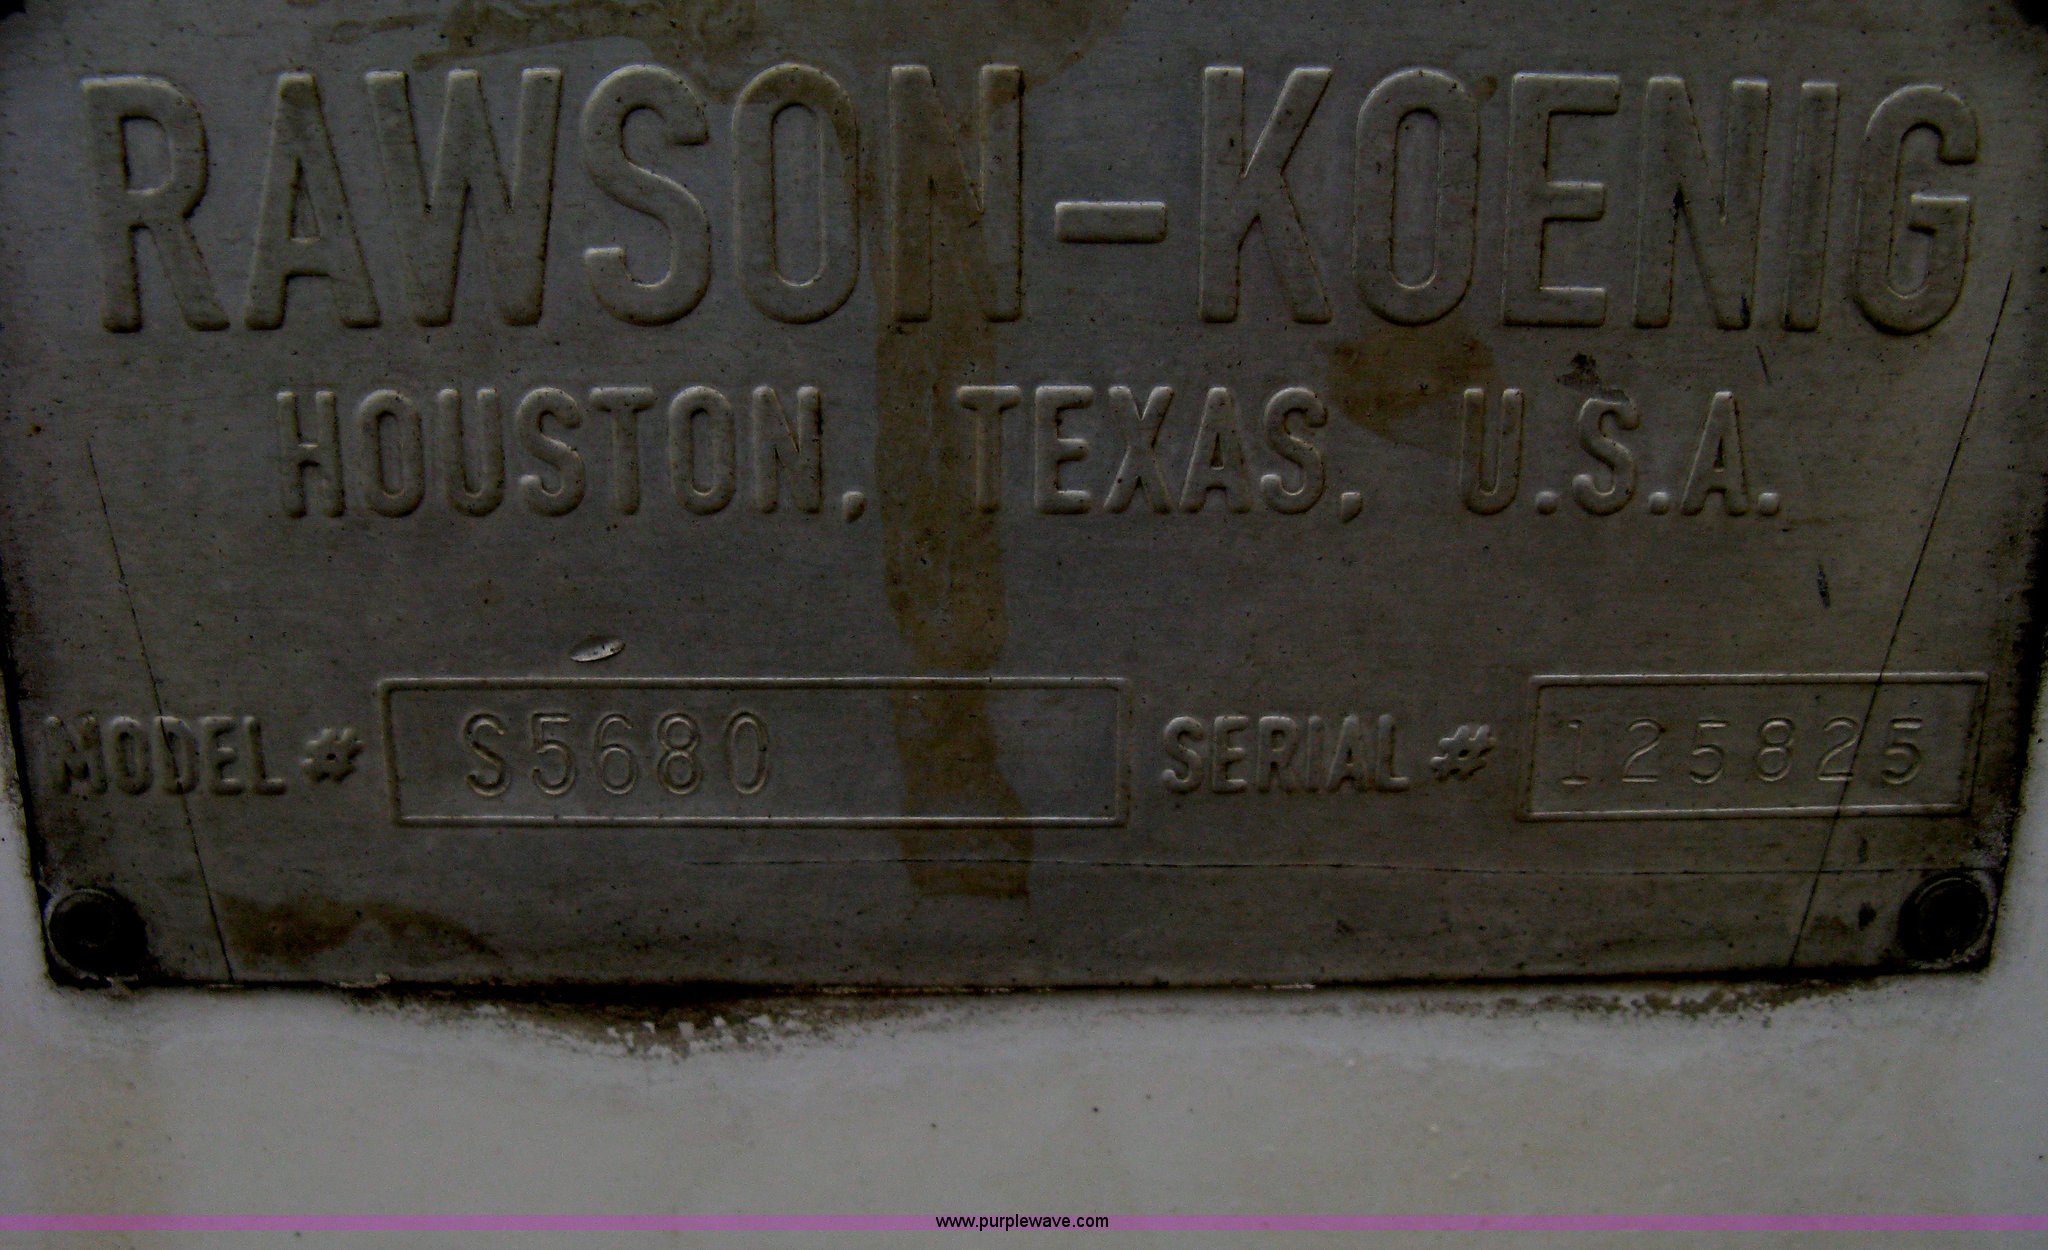 RAWSON-KOENIG
HOUSTON, TEXAS, U.S.A.
MODEL # S5680 SERIAL # 125825
www.purplewave.com